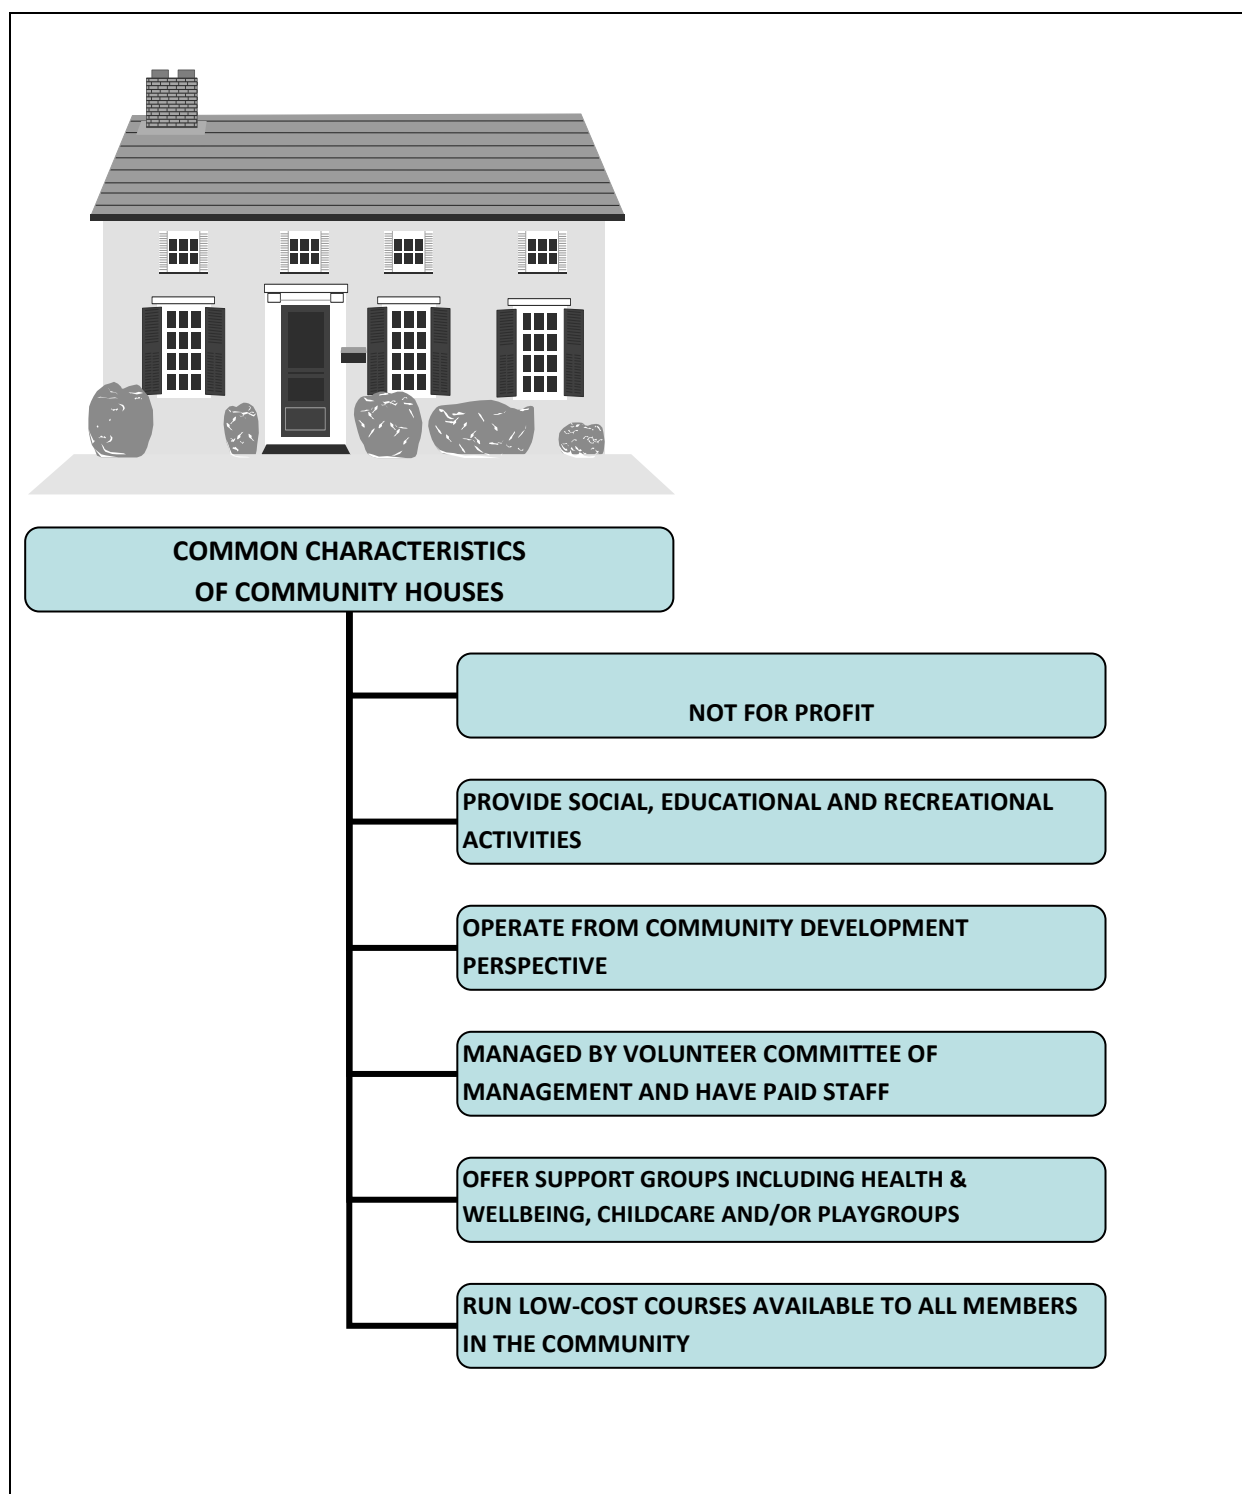 COMMON CHARACTERISTICS
OF COMMUNITY HOUSES
NOT FOR PROFIT
PROVIDE SOCIAL, EDUCATIONAL AND RECREATIONAL
ACTIVITIES
OPERATE FROM COMMUNITY DEVELOPMENT
PERSPECTIVE
MANAGED BY VOLUNTEER COMMITTEE OF
MANAGEMENT AND HAVE PAID STAFF
OFFER SUPPORT GROUPS INCLUDING HEALTH &
WELLBEING, CHILDCARE AND/OR PLAYGROUPS
RUN LOW-COST COURSES AVAILABLE TO ALL MEMBERS
IN THE COMMUNITY